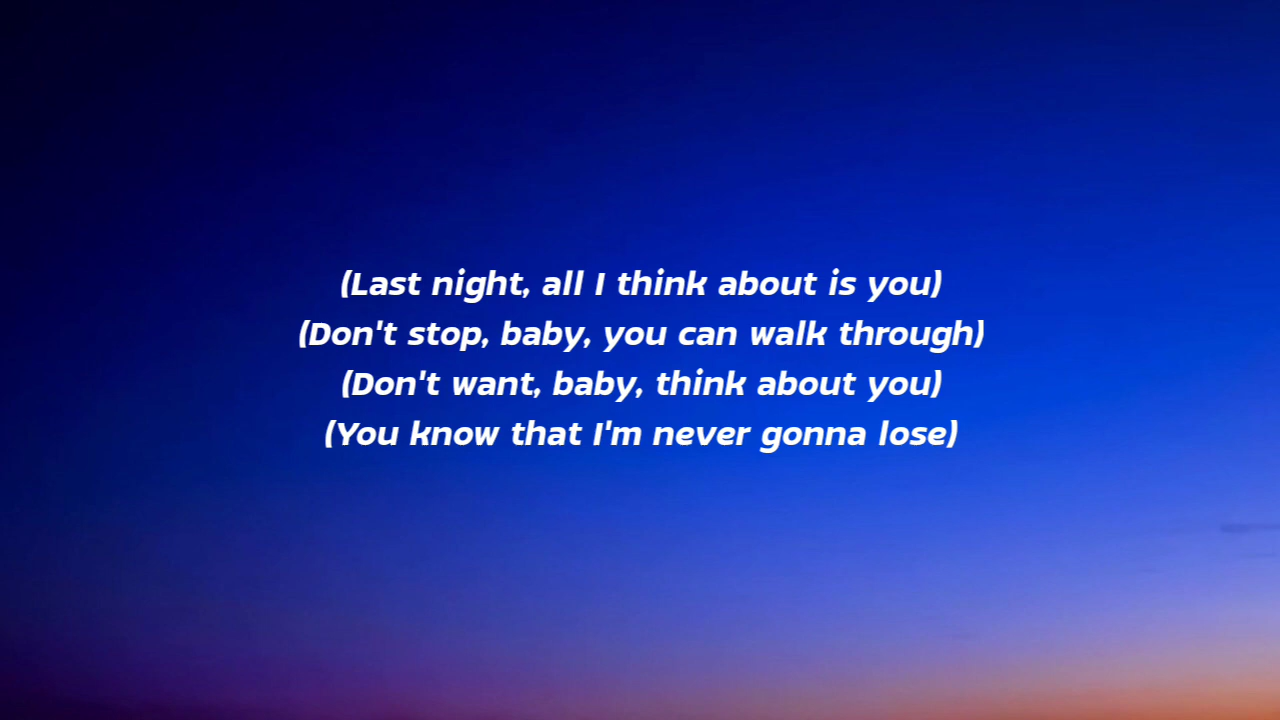 (Last night, all I think about is you)
(Don't stop, baby, you can walk through)
(Don't want, baby, think about you)
(You know that I'm never gonna lose)